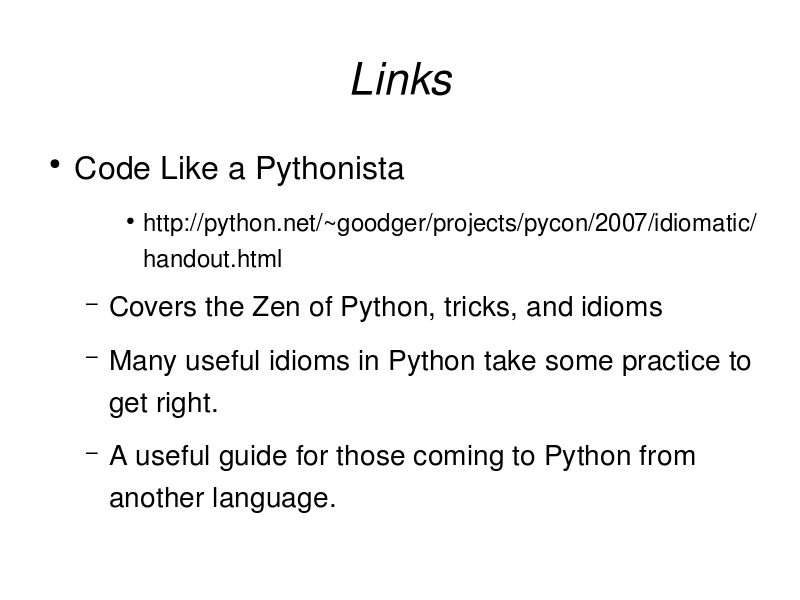 Links
• Code Like a Pythonista
• http://python.net/~goodger/projects/pycon/2007/idiomatic/
handout.html
– Covers the Zen of Python, tricks, and idioms
– Many useful idioms in Python take some practice to
get right.
– A useful guide for those coming to Python from
another language.